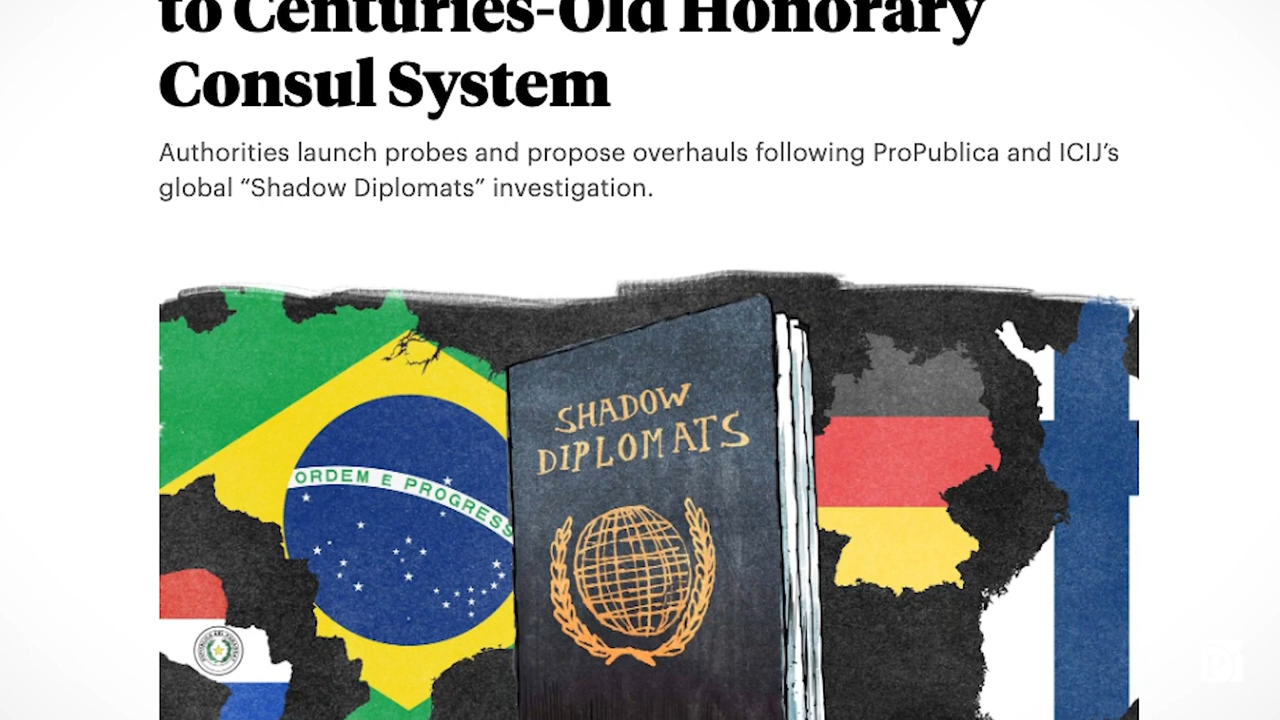 to Centuries-Old Honorary
Consul System
Authorities launch probes and propose overhauls following ProPublica and ICIJ’s
global “Shadow Diplomats” investigation.
SHADOW
DIPLOMATS
ORDEM E PROGRESS